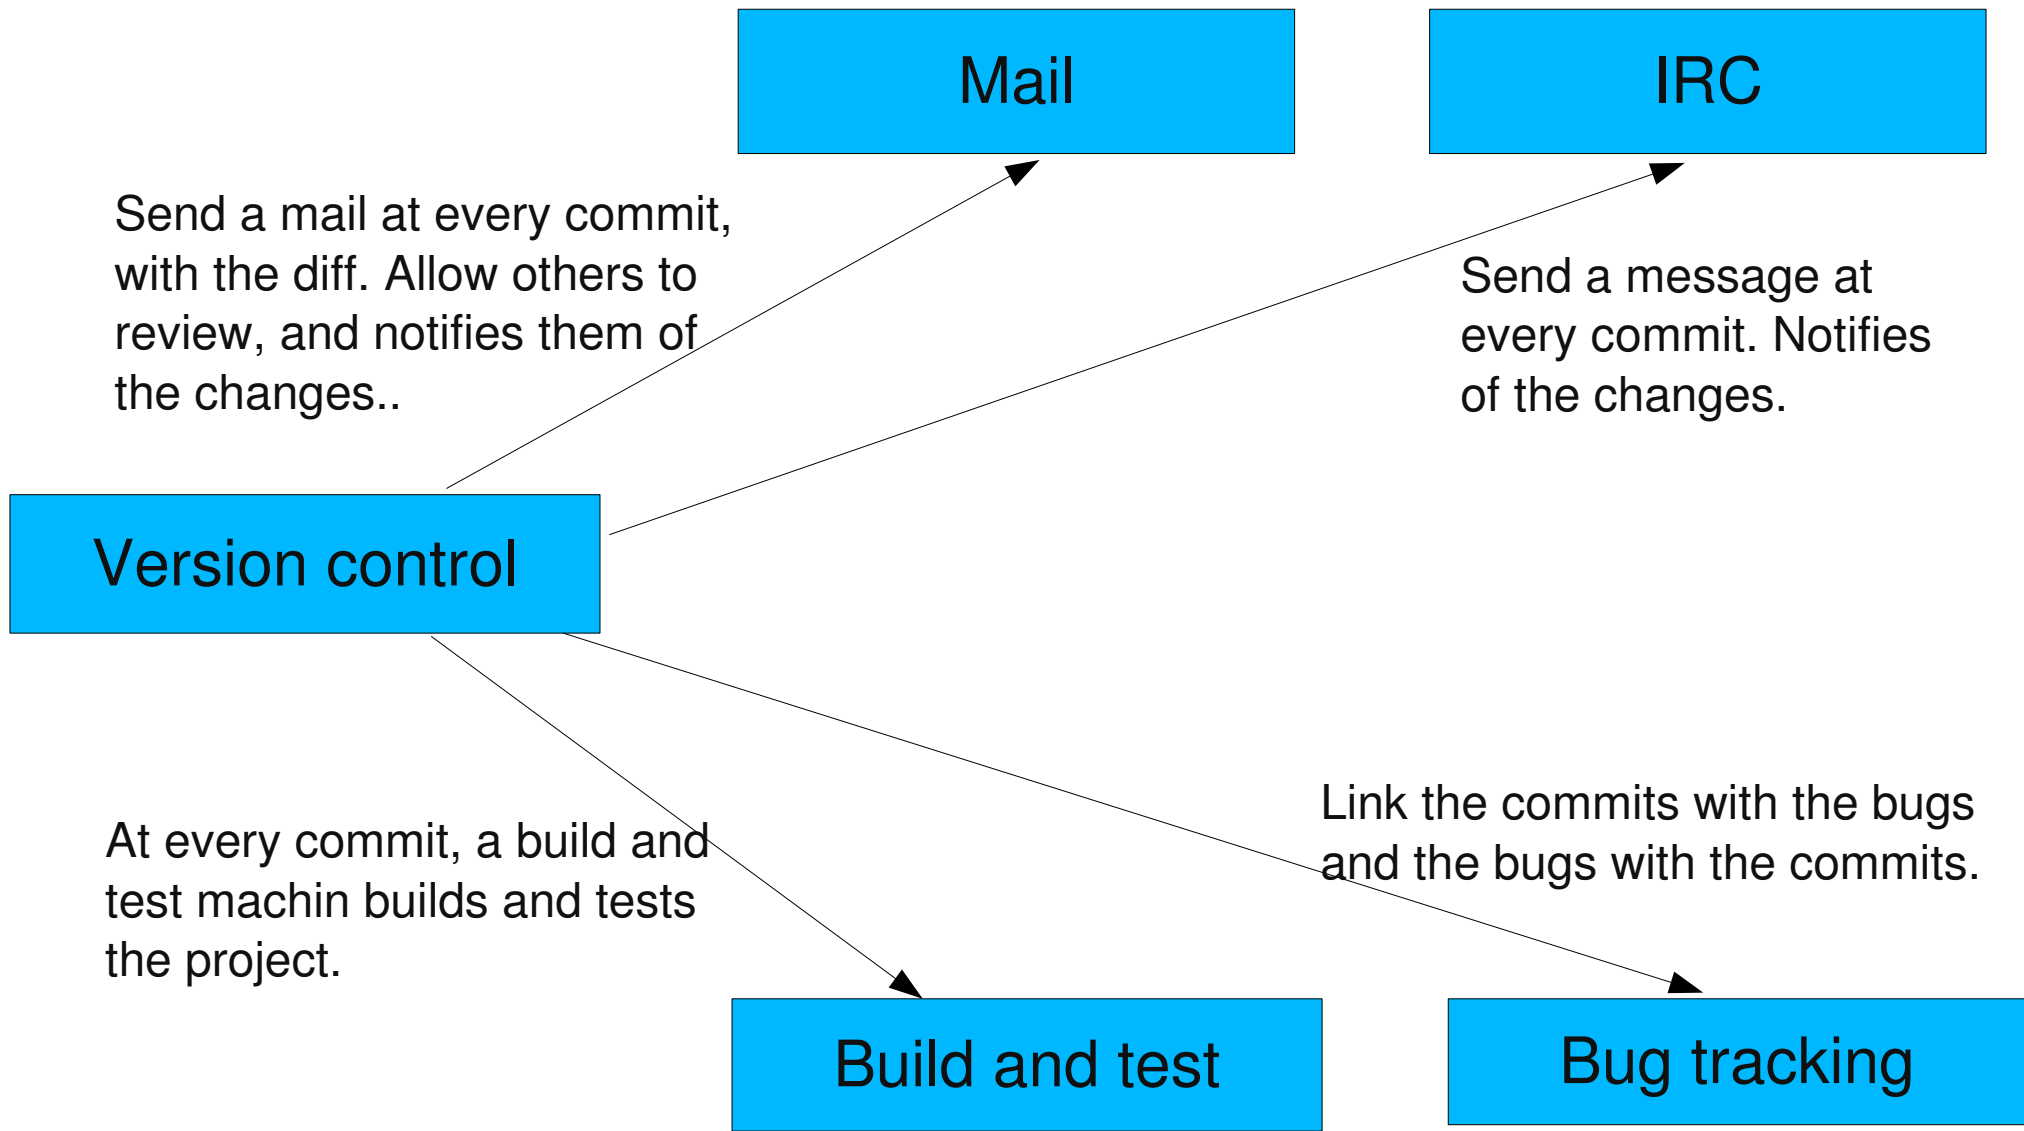 Mail
IRC
Send a mail at every commit,
with the diff. Allow others to
review, and notifies them of
the changes..
Send a message at
every commit. Notifies
of the changes.
Version control
At every commit, a build and
test machin builds and tests
the project.
Link the commits with the bugs
and the bugs with the commits.
Build and test
Bug tracking